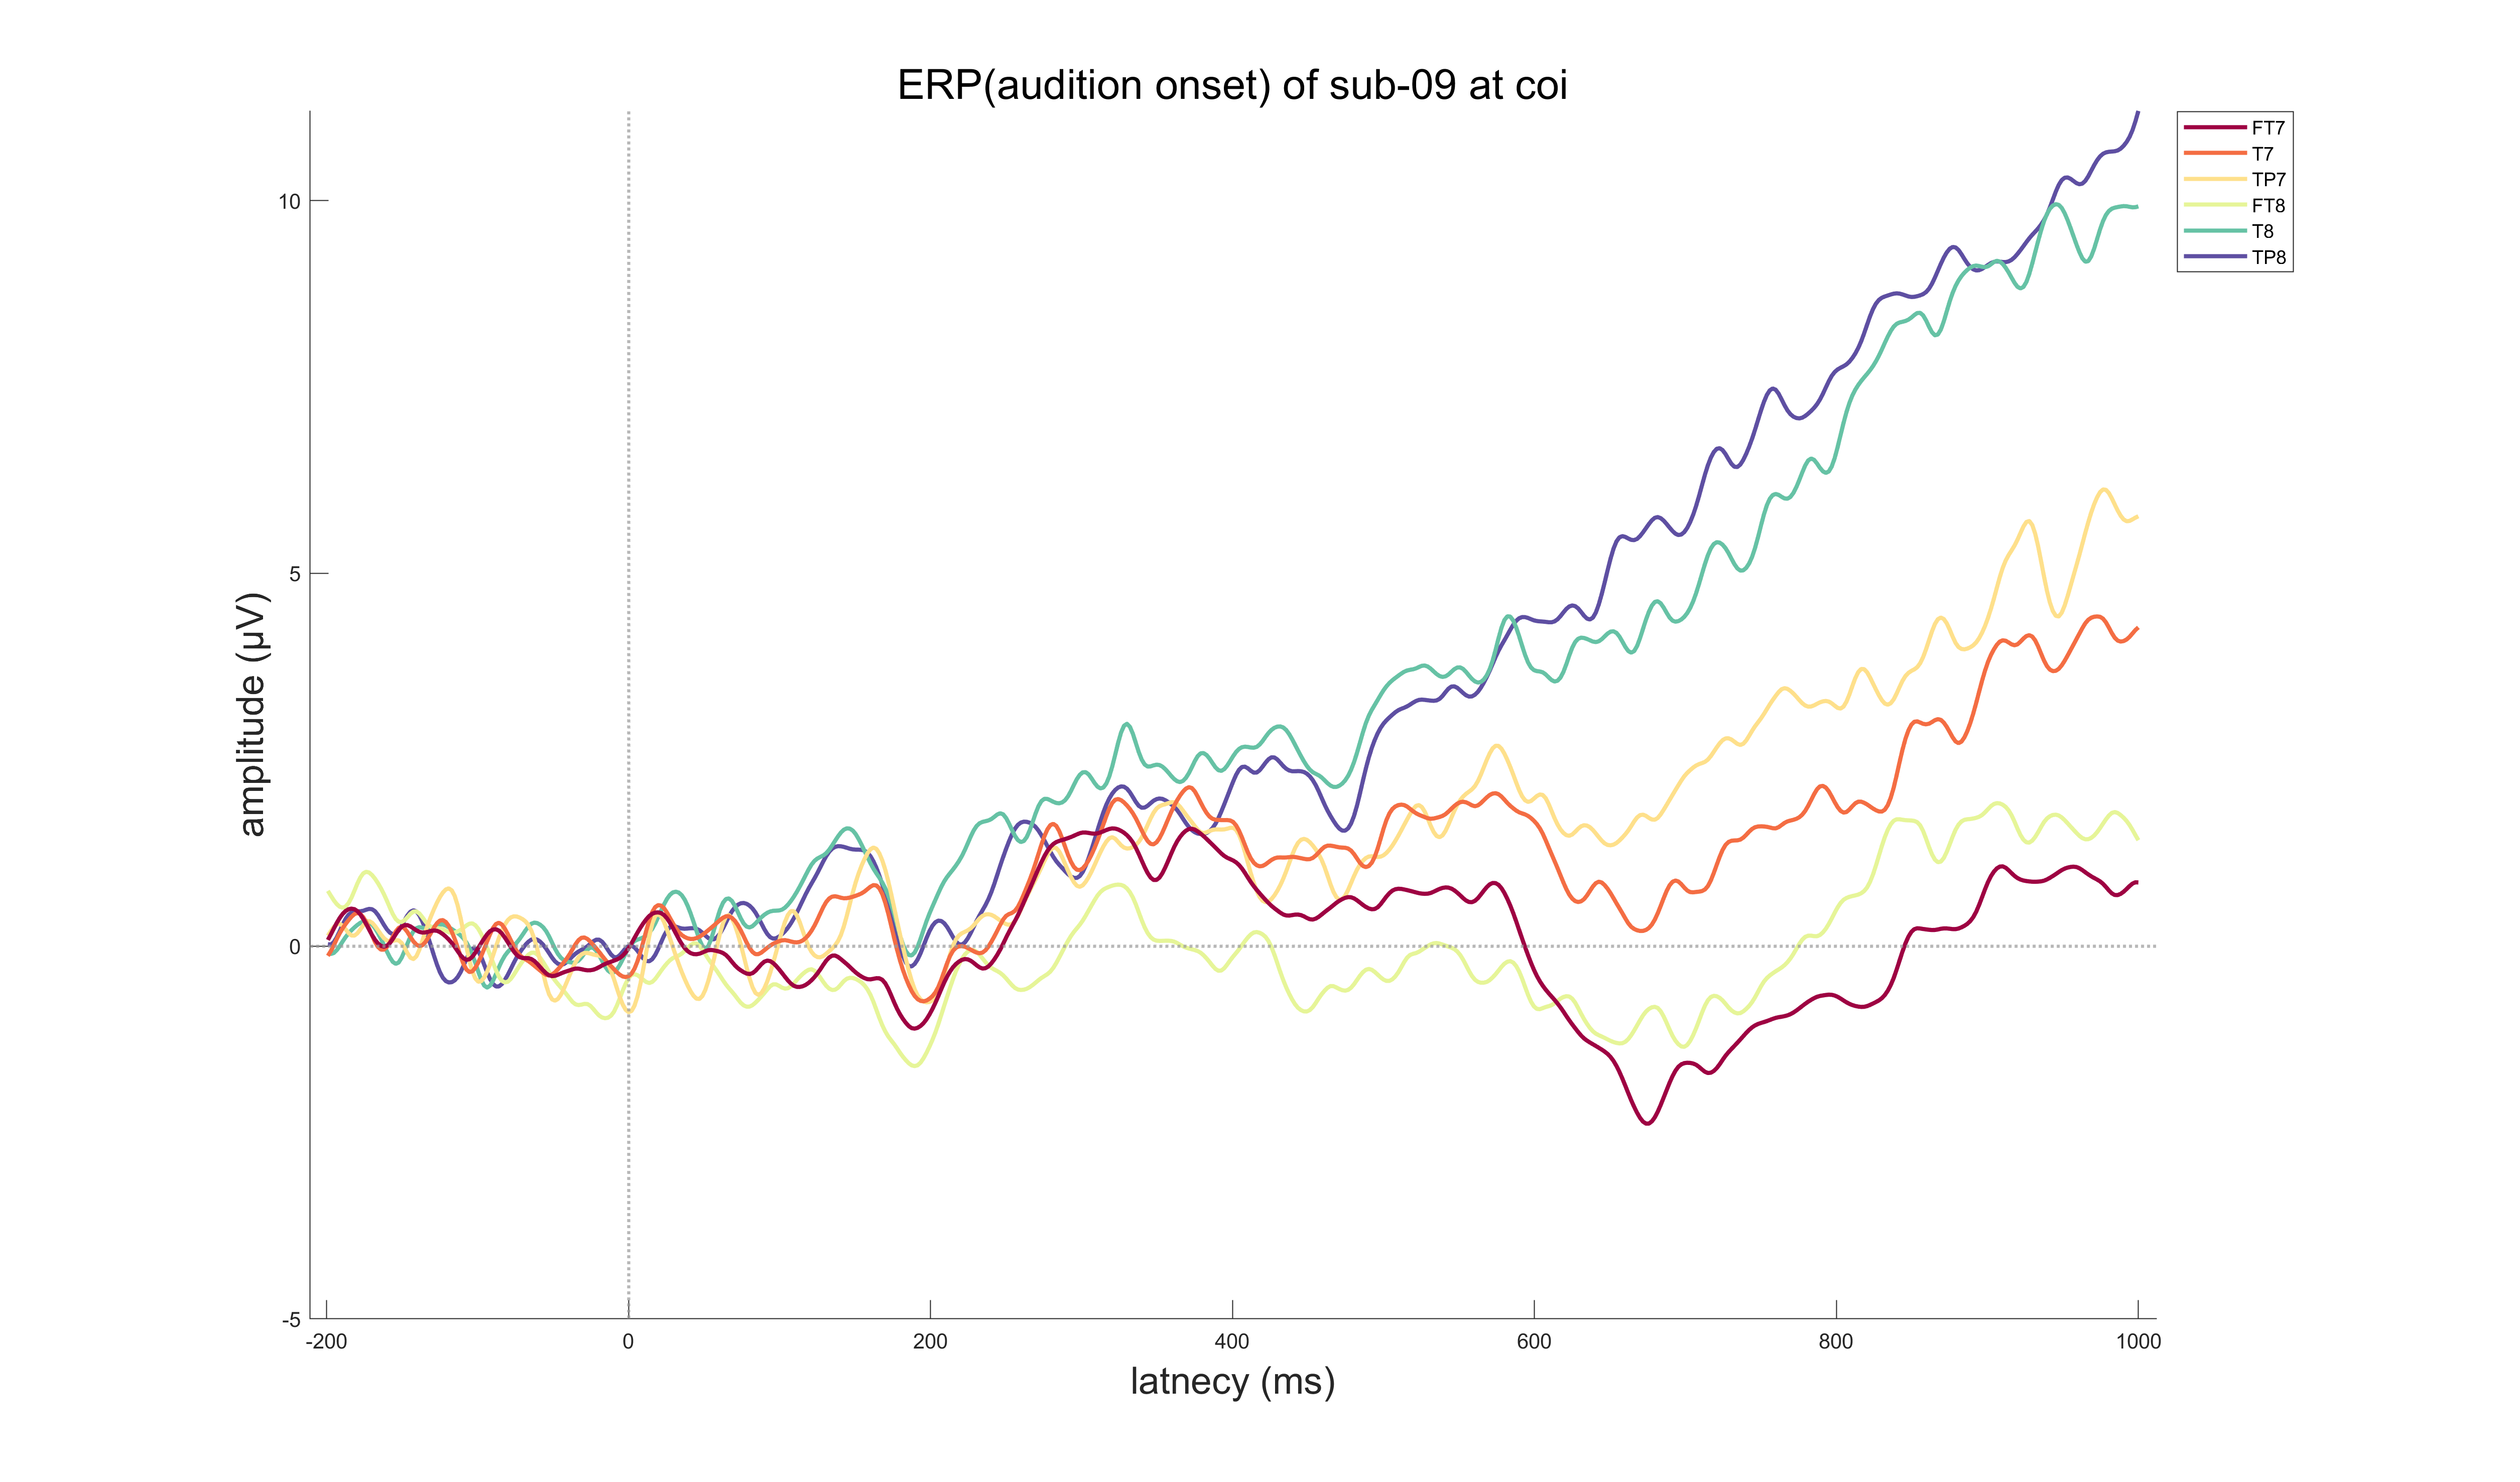 ERP(audition onset) of sub-09 at coi
FT7
T7
TP7
FT8
T8
TP8
10
5
0
-5
amplitude (µV)
-200 0 200 400 600 800 1000
latnecy (ms)